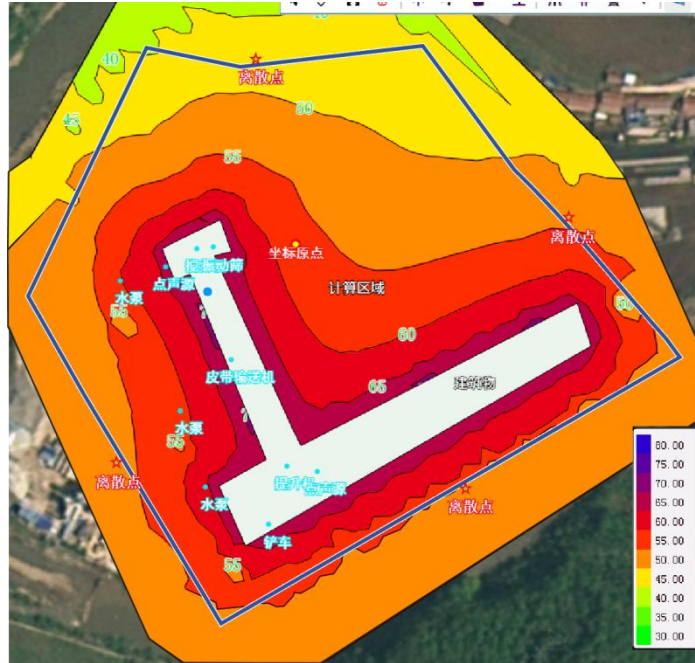 40
离散点
45
50
55
离散点
坐标原点
振动筛
点声源
水泵
计算区域
55
50
60
皮带输送机
65
建筑物
水泵
55
离散点
提升机
点声源
水泵
离散点
铲车
55
80.00
75.00
70.00
65.00
60.00
55.00
50.00
45.00
40.00
35.00
30.00